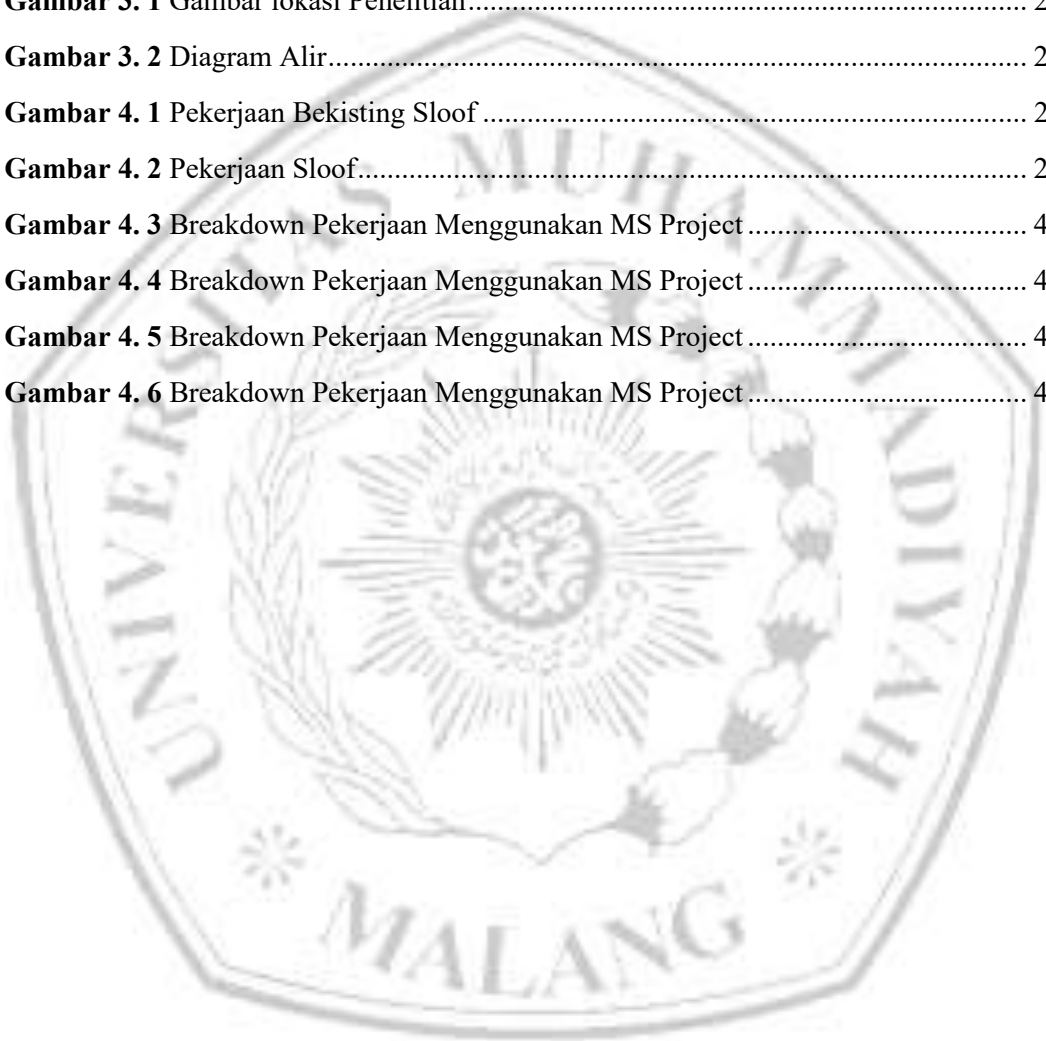 Gambar 3. 1 Gambar lokasi Penelitian.......................................................................... 2
Gambar 3. 2 Diagram Alir............................................................................................. 2
Gambar 4. 1 Pekerjaan Bekisting Sloof ........................................................................ 2
Gambar 4. 2 Pekerjaan Sloof......................................................................................... 2
Gambar 4. 3 Breakdown Pekerjaan Menggunakan MS Project ..................................... 4
Gambar 4. 4 Breakdown Pekerjaan Menggunakan MS Project ..................................... 4
Gambar 4. 5 Breakdown Pekerjaan Menggunakan MS Project ..................................... 4
Gambar 4. 6 Breakdown Pekerjaan Menggunakan MS Project ..................................... 4
UNIVERSITAS MUHAMMADIYAH
MALANG